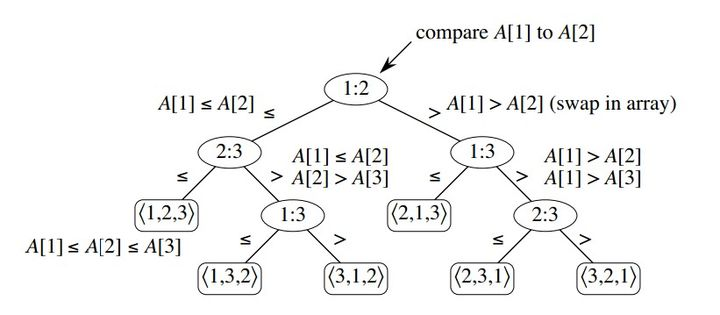 compare A[1] to A[2]
1:2
A[1] ≤ A[2] ≤
> A[1] > A[2] (swap in array)
2:3
A[1] ≤ A[2]
A[2] > A[3]
1:3
A[1] > A[2]
A[1] > A[3]
≤
>
≤
>
⟨1,2,3⟩
1:3
⟨2,1,3⟩
2:3
A[1] ≤ A[2] ≤ A[3]
≤
>
≤
>
⟨1,3,2⟩
⟨3,1,2⟩
⟨2,3,1⟩
⟨3,2,1⟩